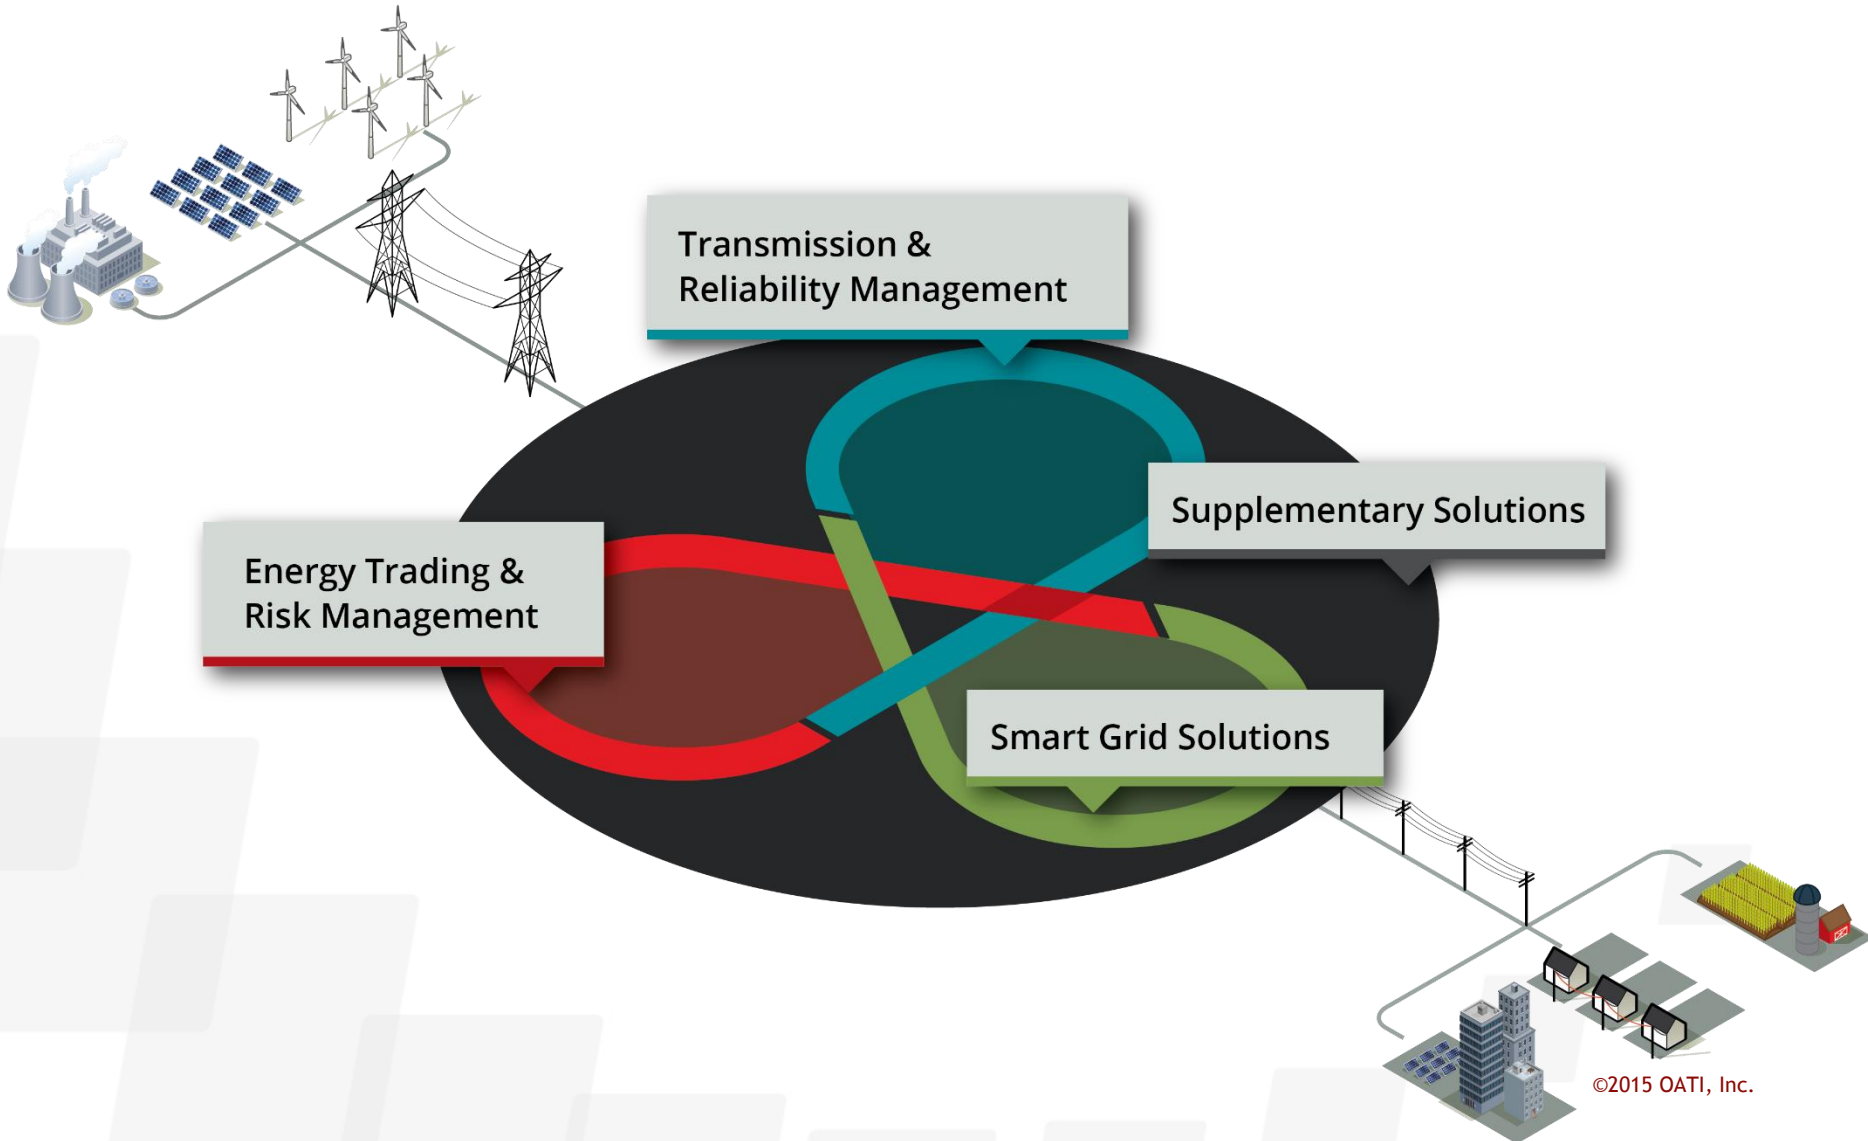 Transmission &
Reliability Management
Supplementary Solutions
Energy Trading &
Risk Management
Smart Grid Solutions
©2015 OATI, Inc.